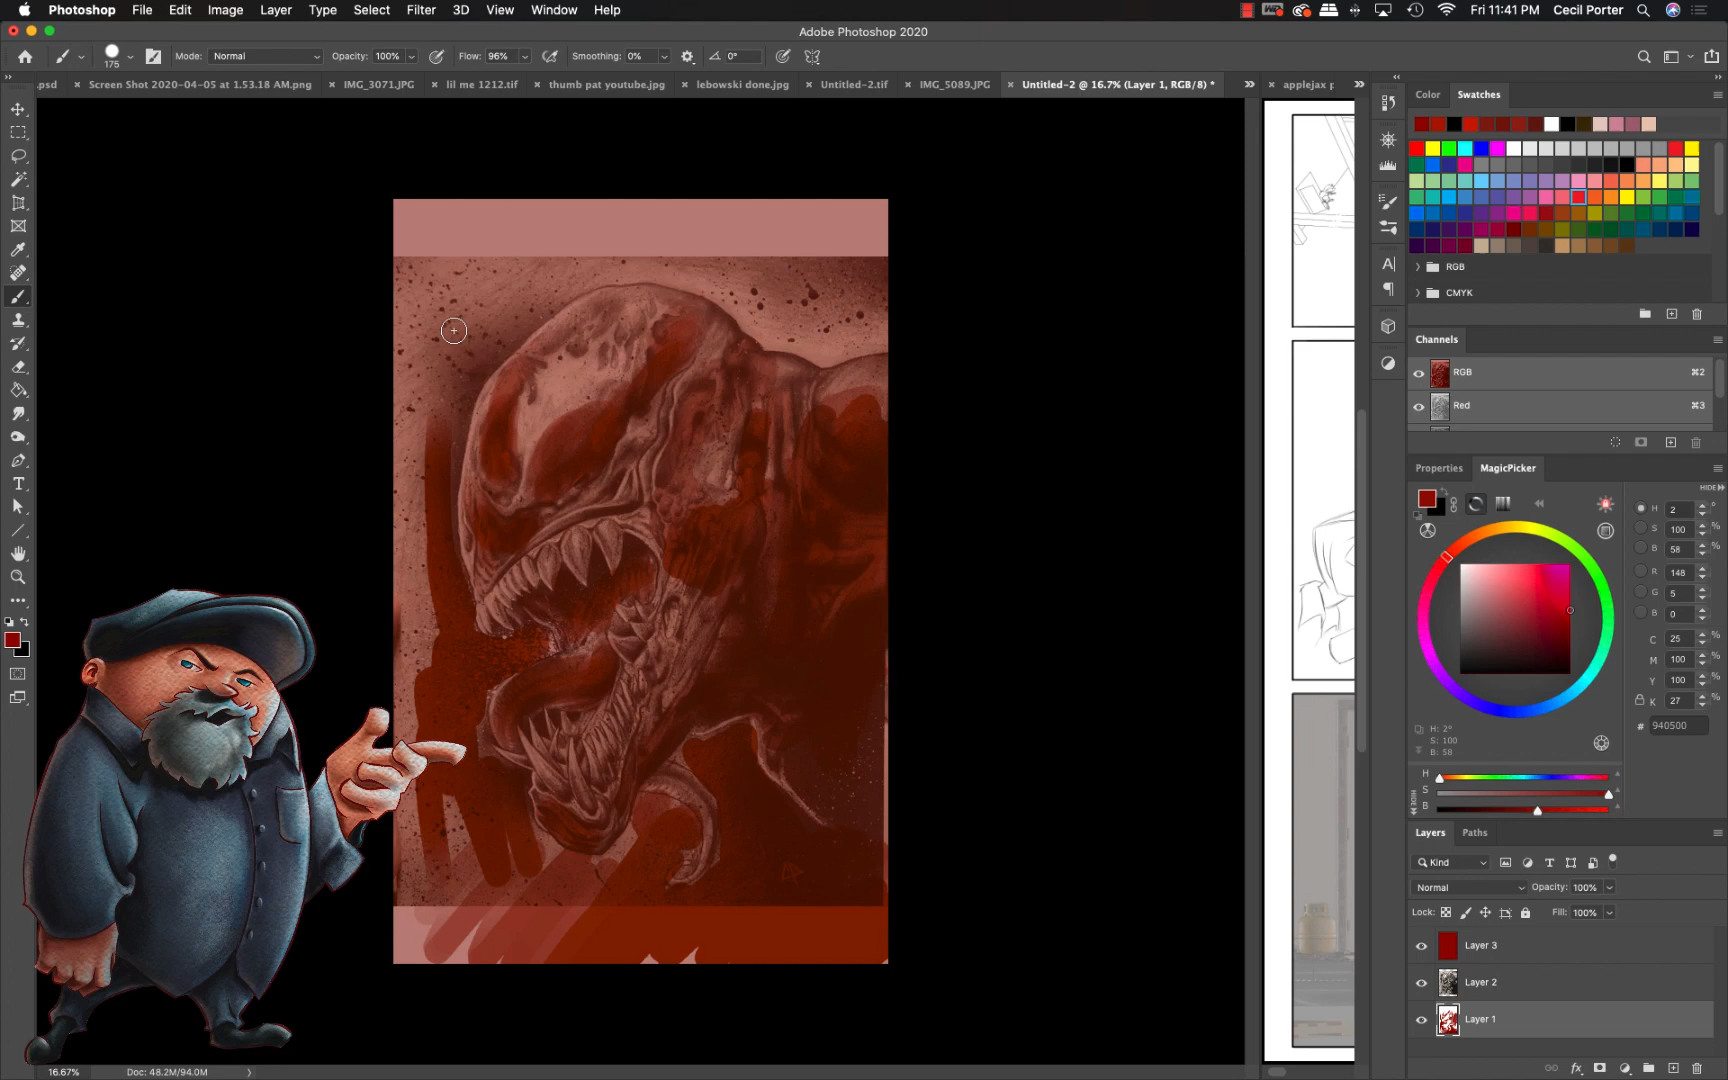 Photoshop File Edit Image Layer Type Select Filter 3D View Window Help Fri 11:41 PM Cecil Porter
Adobe Photoshop 2020
175 Mode: Normal Opacity: 100% Flow: 96% Smoothing: 0% 0°
.psd × Screen Shot 2020-04-05 at 1.53.18 AM.png × IMG_3071.JPG × lil me 1212.tif × thumb pat youtube.jpg × lebowski done.jpg × Untitled-2.tif × IMG_5089.JPG × Untitled-2 @ 16.7% (Layer 1, RGB/8) * × applejax p
Color Swatches
RGB
CMYK
Channels
RGB ⌘2
Red ⌘3
Properties MagicPicker
HIDE
H 2 °
S 100 %
B 58 %
R 148
G 5
B 0
C 25 %
M 100 %
Y 100 %
K 27 %
# 940500
H: 2°
S: 100
B: 58
H
S
B
HIDE
Layers Paths
Kind
Normal Opacity: 100%
Lock: Fill: 100%
Layer 3
Layer 2
Layer 1
16.67% Doc: 48.2M/94.0M